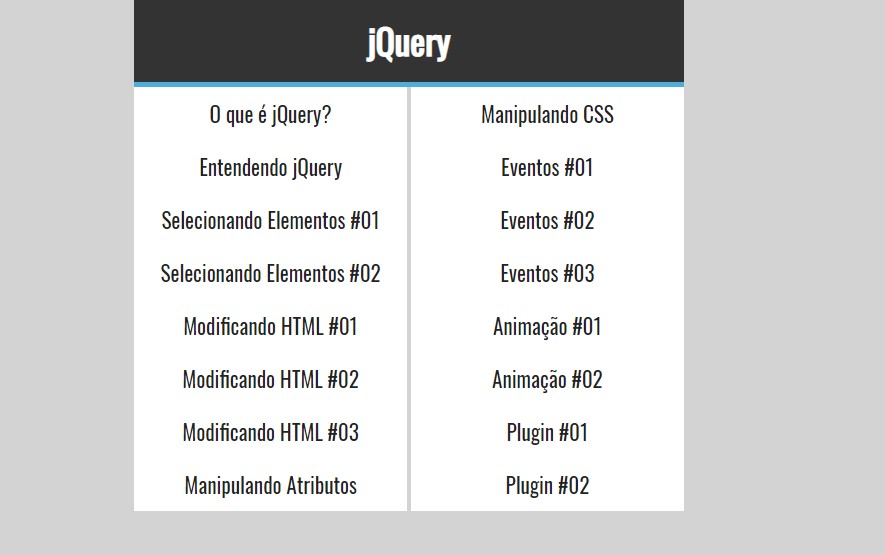 jQuery
O que é jQuery?
Entendendo jQuery
Selecionando Elementos #01
Selecionando Elementos #02
Modificando HTML #01
Modificando HTML #02
Modificando HTML #03
Manipulando Atributos
Manipulando CSS
Eventos #01
Eventos #02
Eventos #03
Animação #01
Animação #02
Plugin #01
Plugin #02